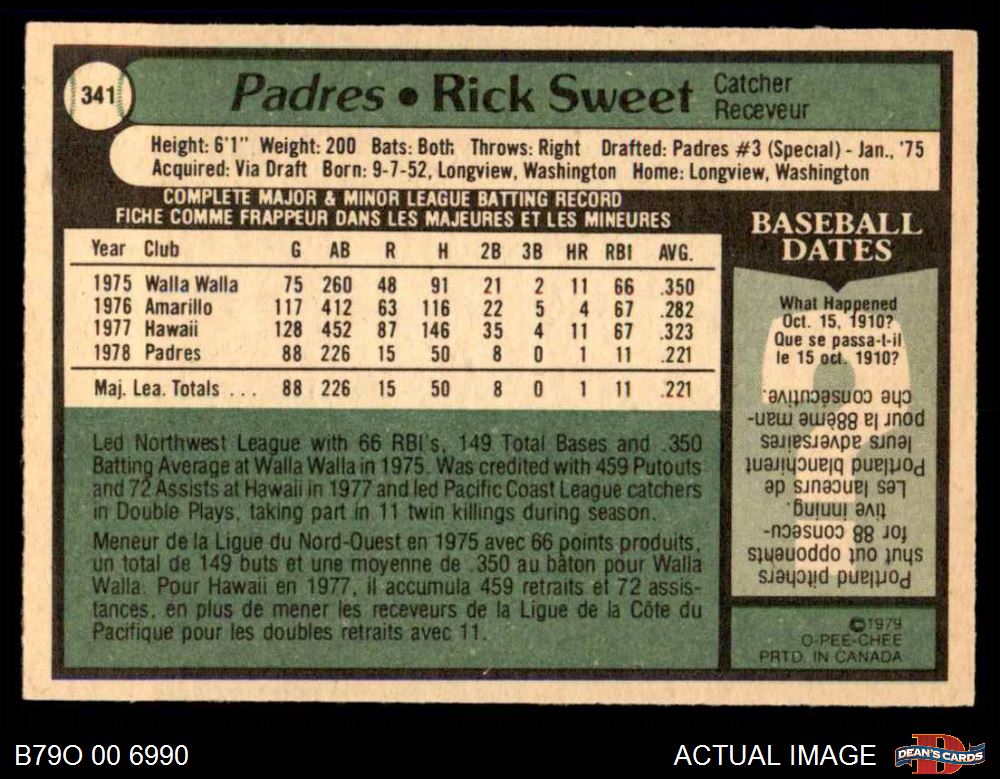 341
Padres • Rick Sweet
Catcher
Receveur
Height: 6'1" Weight: 200 Bats: Both Throws: Right Drafted: Padres #3 (Special) - Jan., '75
Acquired: Via Draft Born: 9-7-52, Longview, Washington Home: Longview, Washington
COMPLETE MAJOR & MINOR LEAGUE BATTING RECORD
FICHE COMME FRAPPEUR DANS LES MAJEURES ET LES MINEURES
Year Club G AB R H 2B 3B HR RBI AVG.
1975 Walla Walla 75 260 48 91 21 2 11 66 .350
1976 Amarillo 117 412 63 116 22 5 4 67 .282
1977 Hawaii 128 452 87 146 35 4 11 67 .323
1978 Padres 88 226 15 50 8 0 1 11 .221
Maj. Lea. Totals ... 88 226 15 50 8 0 1 11 .221
Led Northwest League with 66 RBI's, 149 Total Bases and .350
Batting Average at Walla Walla in 1975. Was credited with 459 Putouts
and 72 Assists at Hawaii in 1977 and led Pacific Coast League catchers
in Double Plays, taking part in 11 twin killings during season.
Meneur de la Ligue du Nord-Ouest en 1975 avec 66 points produits,
un total de 149 buts et une moyenne de .350 au bâton pour Walla
Walla. Pour Hawaii en 1977, il accumula 459 retraits et 72 assis-
tances, en plus de mener les receveurs de la Ligue de la Côte du
Pacifique pour les doubles retraits avec 11.
BASEBALL
DATES
What Happened
Oct. 15, 1910?
Que se passa-t-il
le 15 oct. 1910?
Portland pitchers
shut out opponents
for 88 consecu-
tive inning.
Les lanceurs de
Portland blanchirent
leurs adversaires
pour la 88ème man-
che consécutive.
©1979
O-PEE-CHEE
PRTD. IN CANADA
B79O 00 6990
ACTUAL IMAGE
DEAN'S CARDS